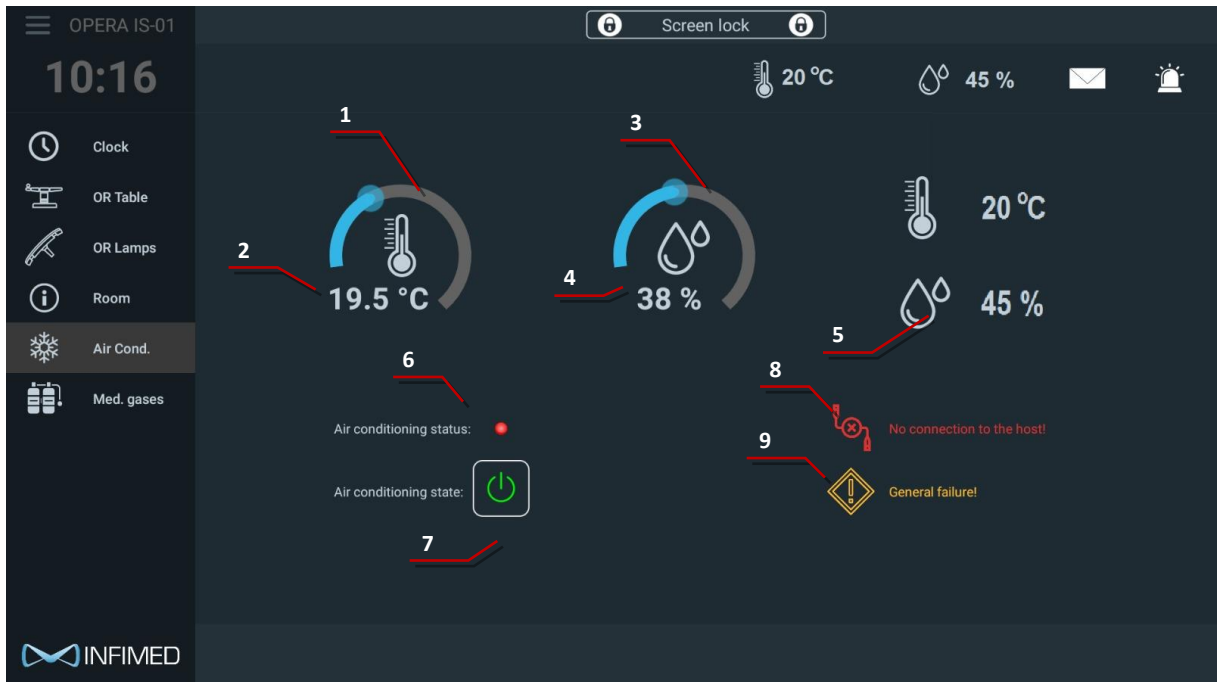 OPERA IS-01
Screen lock
10:16
20 °C
45 %
1
3
Clock
OR Table
20 °C
2
OR Lamps
4
19.5 °C
38 %
Room
45 %
5
Air Cond.
6
8
Med. gases
Air conditioning status:
No connection to the host!
9
Air conditioning state:
General failure!
7
INFIMED